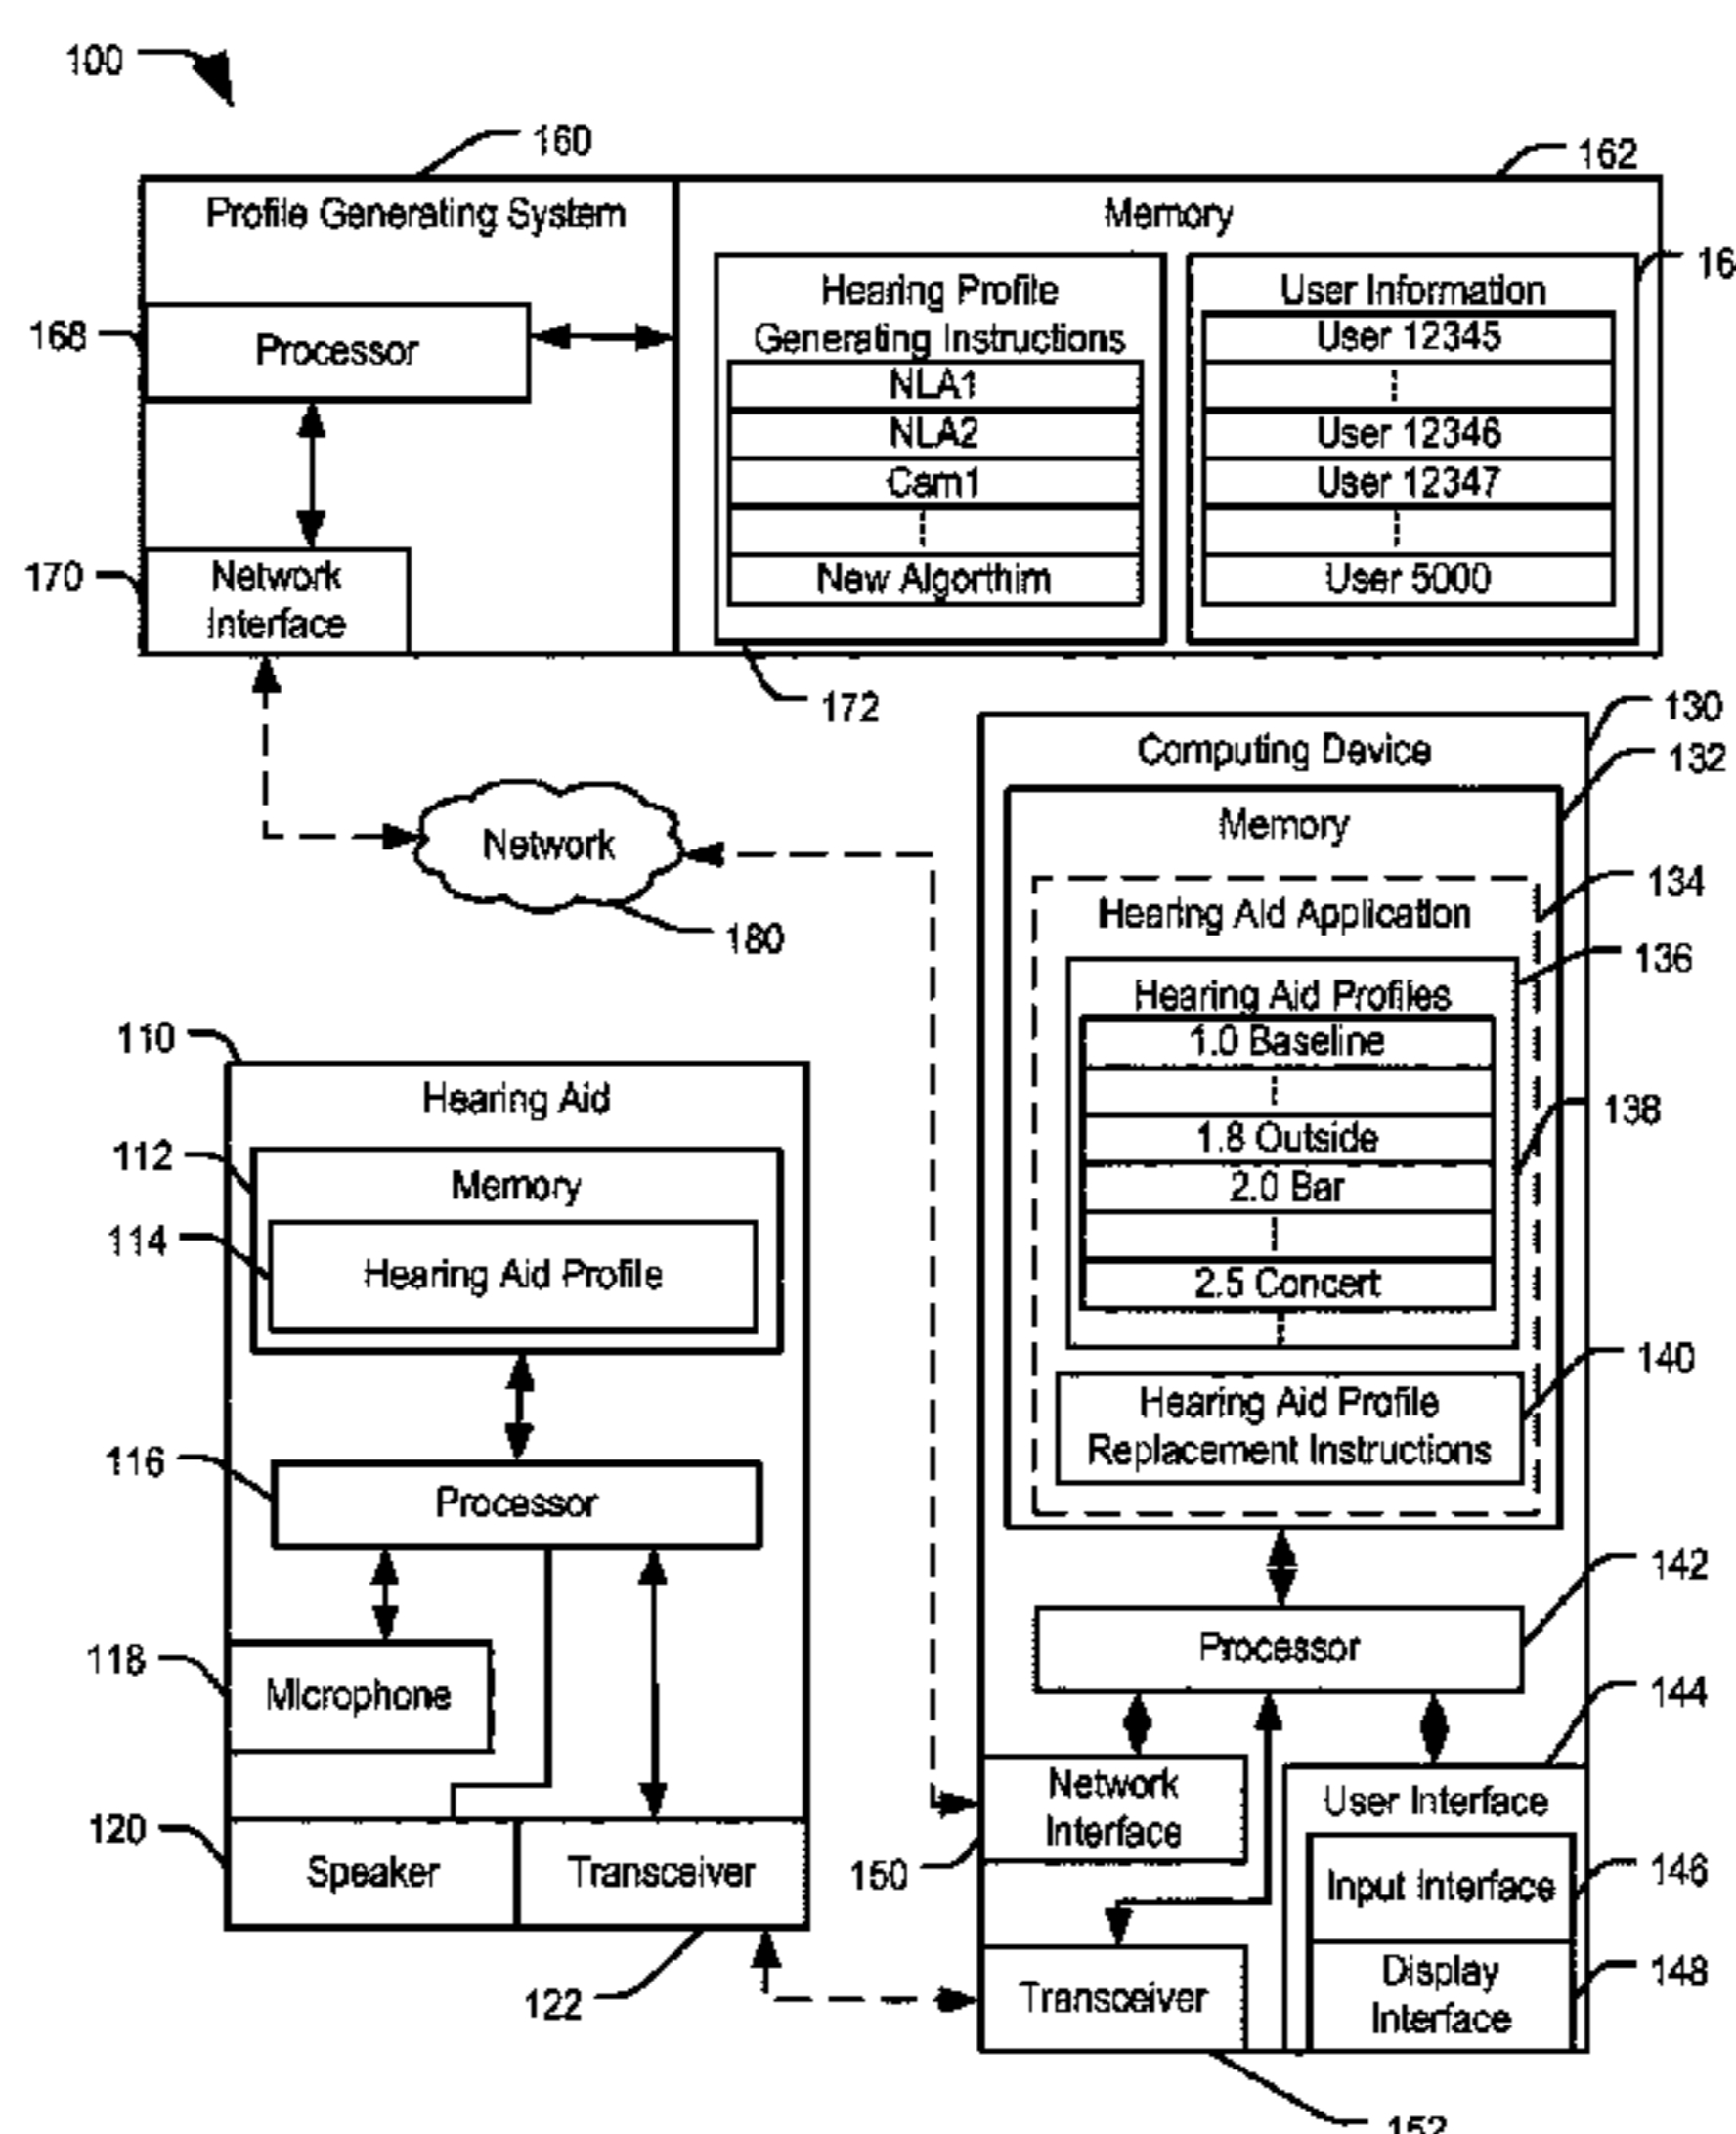 100
160
162
Profile Generating System
Memory
16
Hearing Profile
Generating Instructions
User Information
168
Processor
NLA1
NLA2
Cam1
New Algorthim
User 12345
User 12346
User 12347
User 5000
170
Network
Interface
172
130
Computing Device
132
Memory
Network
180
134
Hearing Aid Application
136
Hearing Aid Profiles
1.0 Baseline
1.8 Outside
138
2.0 Bar
2.5 Concert
140
Hearing Aid Profile
Replacement Instructions
110
Hearing Aid
112
Memory
114
Hearing Aid Profile
116
Processor
118
Microphone
120
Speaker
Transceiver
122
142
Processor
144
Network
Interface
150
User Interface
146
Input Interface
148
Display
Interface
Transceiver
152